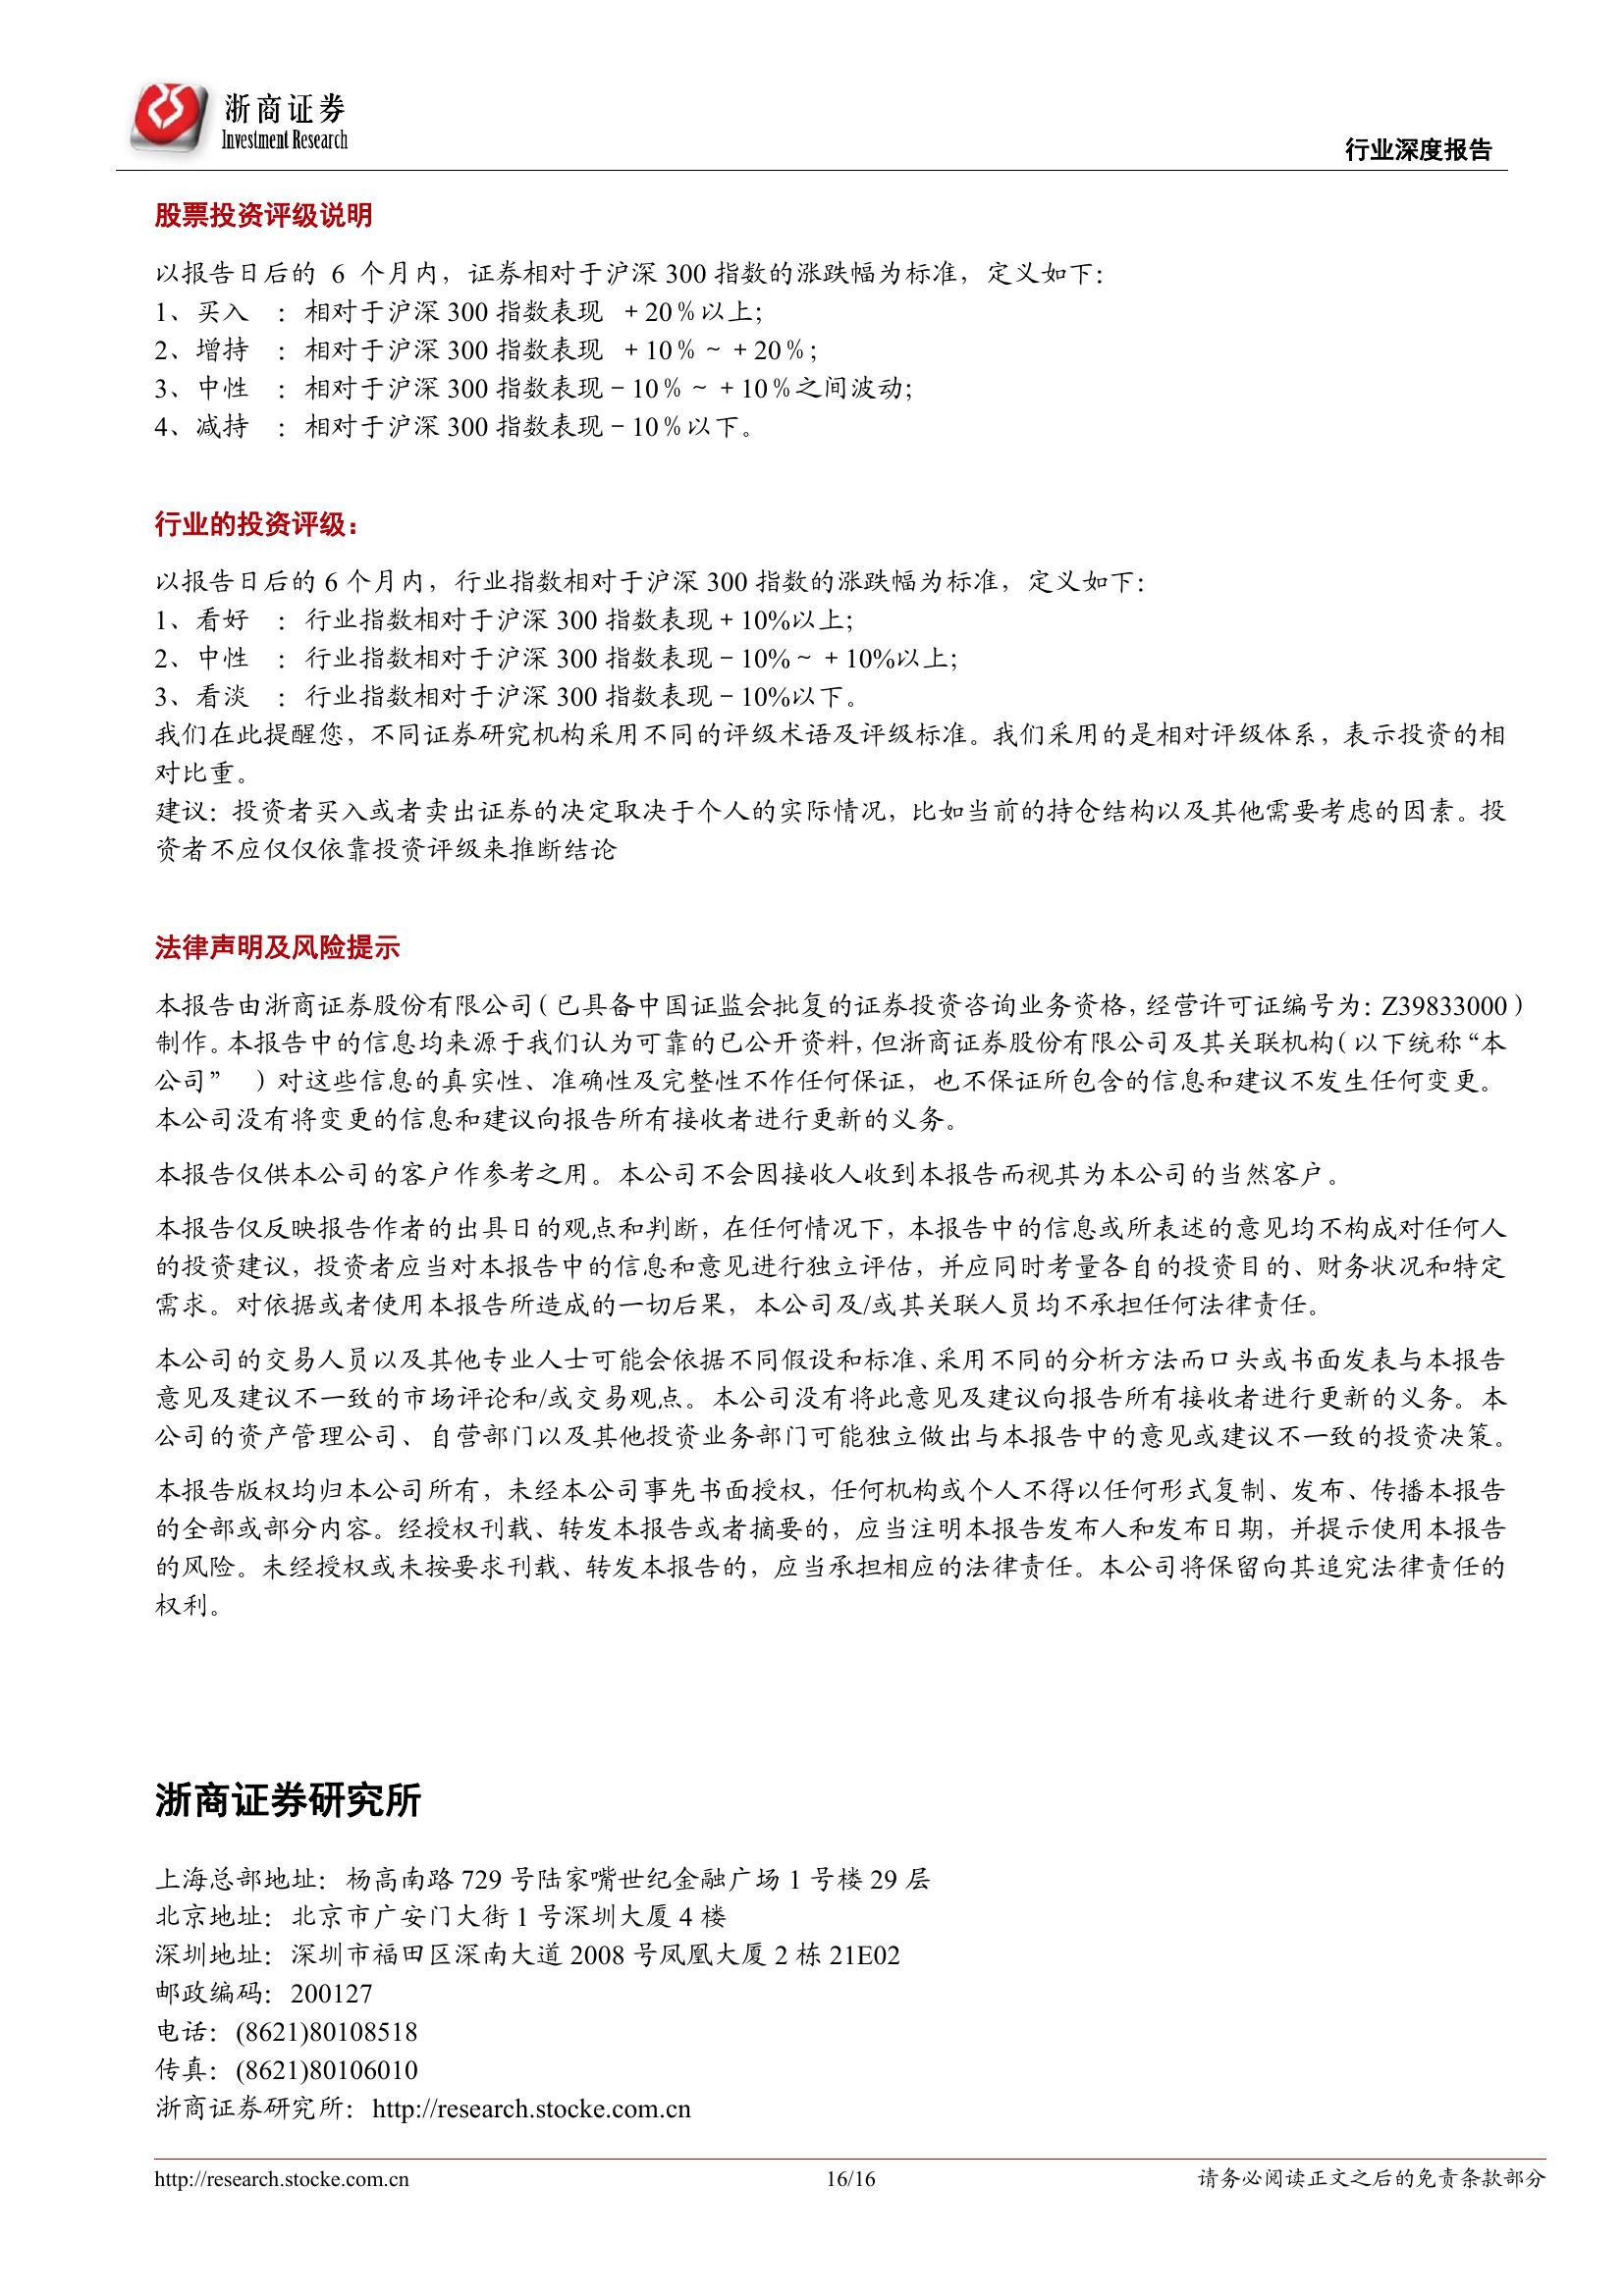 浙商证券
Investment Research
行业深度报告
股票投资评级说明
以报告日后的 6 个月内，证券相对于沪深 300 指数的涨跌幅为标准，定义如下：
1、买入 ：相对于沪深 300 指数表现 ＋20％以上；
2、增持 ：相对于沪深 300 指数表现 ＋10％～＋20％；
3、中性 ：相对于沪深 300 指数表现－10％～＋10％之间波动；
4、减持 ：相对于沪深 300 指数表现－10％以下。
行业的投资评级：
以报告日后的 6 个月内，行业指数相对于沪深 300 指数的涨跌幅为标准，定义如下：
1、看好 ：行业指数相对于沪深 300 指数表现＋10%以上；
2、中性 ：行业指数相对于沪深 300 指数表现－10%～＋10%以上；
3、看淡 ：行业指数相对于沪深 300 指数表现－10%以下。
我们在此提醒您，不同证券研究机构采用不同的评级术语及评级标准。我们采用的是相对评级体系，表示投资的相
对比重。
建议：投资者买入或者卖出证券的决定取决于个人的实际情况，比如当前的持仓结构以及其他需要考虑的因素。投
资者不应仅仅依靠投资评级来推断结论
法律声明及风险提示
本报告由浙商证券股份有限公司（已具备中国证监会批复的证券投资咨询业务资格，经营许可证编号为：Z39833000）
制作。本报告中的信息均来源于我们认为可靠的已公开资料，但浙商证券股份有限公司及其关联机构（以下统称“本
公司” ）对这些信息的真实性、准确性及完整性不作任何保证，也不保证所包含的信息和建议不发生任何变更。
本公司没有将变更的信息和建议向报告所有接收者进行更新的义务。
本报告仅供本公司的客户作参考之用。本公司不会因接收人收到本报告而视其为本公司的当然客户。
本报告仅反映报告作者的出具日的观点和判断，在任何情况下，本报告中的信息或所表述的意见均不构成对任何人
的投资建议，投资者应当对本报告中的信息和意见进行独立评估，并应同时考量各自的投资目的、财务状况和特定
需求。对依据或者使用本报告所造成的一切后果，本公司及/或其关联人员均不承担任何法律责任。
本公司的交易人员以及其他专业人士可能会依据不同假设和标准、采用不同的分析方法而口头或书面发表与本报告
意见及建议不一致的市场评论和/或交易观点。本公司没有将此意见及建议向报告所有接收者进行更新的义务。本
公司的资产管理公司、自营部门以及其他投资业务部门可能独立做出与本报告中的意见或建议不一致的投资决策。
本报告版权均归本公司所有，未经本公司事先书面授权，任何机构或个人不得以任何形式复制、发布、传播本报告
的全部或部分内容。经授权刊载、转发本报告或者摘要的，应当注明本报告发布人和发布日期，并提示使用本报告
的风险。未经授权或未按要求刊载、转发本报告的，应当承担相应的法律责任。本公司将保留向其追究法律责任的
权利。
浙商证券研究所
上海总部地址：杨高南路 729 号陆家嘴世纪金融广场 1 号楼 29 层
北京地址：北京市广安门大街 1 号深圳大厦 4 楼
深圳地址：深圳市福田区深南大道 2008 号凤凰大厦 2 栋 21E02
邮政编码：200127
电话：(8621)80108518
传真：(8621)80106010
浙商证券研究所：http://research.stocke.com.cn
http://research.stocke.com.cn
16/16
请务必阅读正文之后的免责条款部分